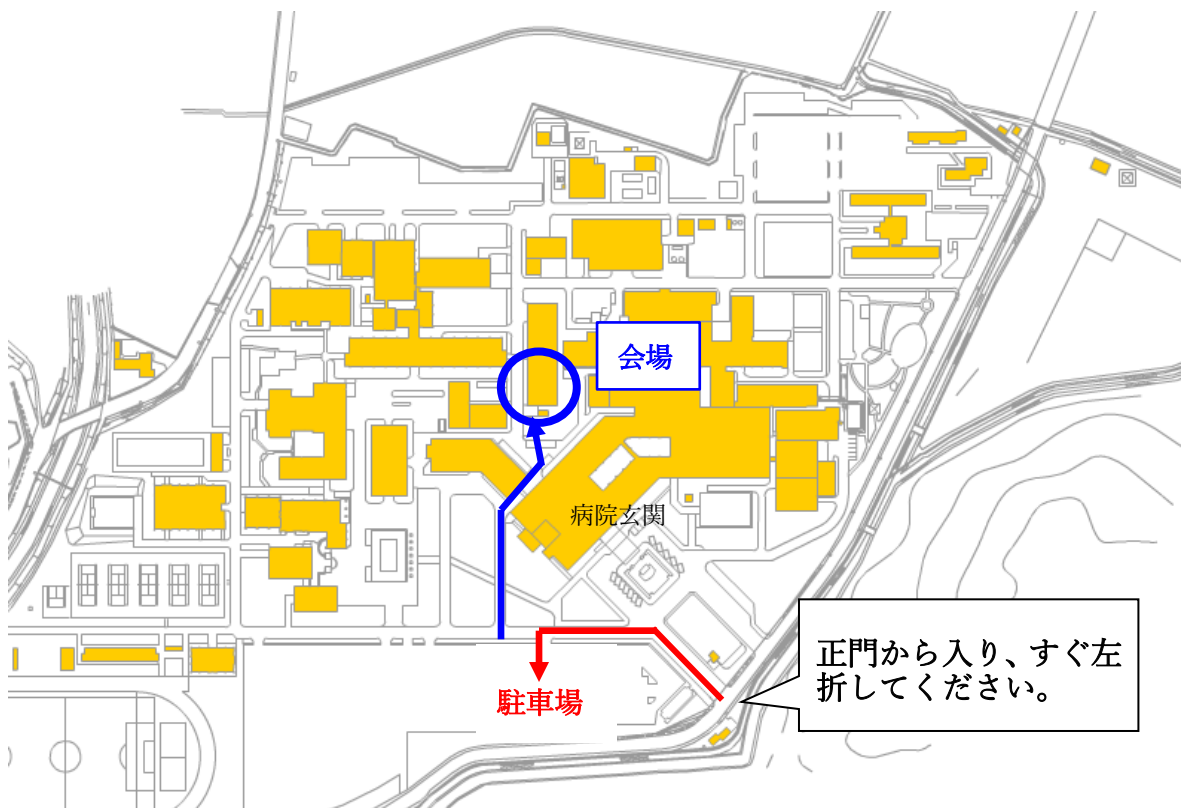 会場
病院玄関
正門から入り、すぐ左
折してください。
駐車場